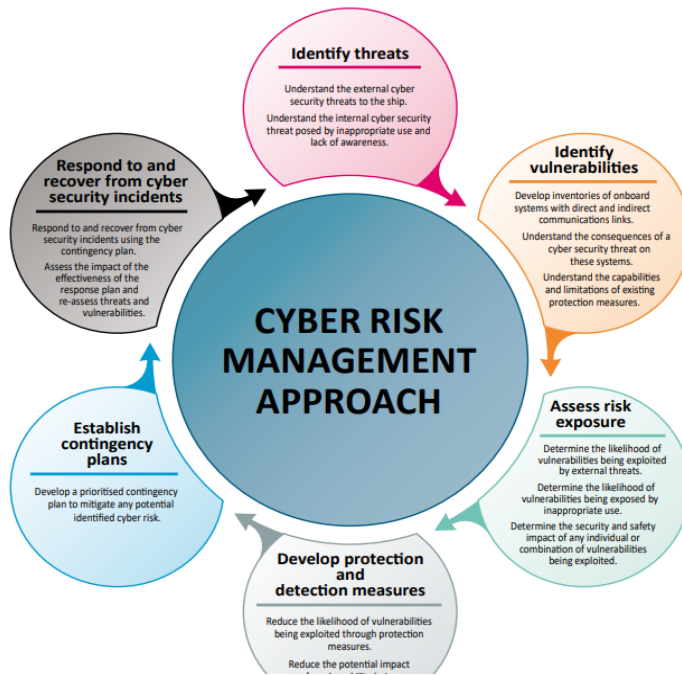 Identify threats
Understand the external cyber
security threats to the ship.
Understand the internal cyber security
threat posed by inappropriate use and
lack of awareness.
Identify
vulnerabilities
Develop inventories of onboard
systems with direct and indirect
communications links.
Understand the consequences of a
cyber security threat on
these systems.
Understand the capabilities
and limitations of existing
protection measures.
Assess risk
exposure
Determine the likelihood of
vulnerabilities being exploited
by external threats.
Determine the likelihood of
vulnerabilities being exposed by
inappropriate use.
Determine the security and safety
impact of any individual or
combination of vulnerabilities
being exploited.
Develop protection
and
detection measures
Reduce the likelihood of vulnerabilities
being exploited through protection
measures.
Reduce the potential impact
Establish
contingency
plans
Develop a prioritised contingency
plan to mitigate any potential
identified cyber risk.
Respond to and
recover from cyber
security incidents
Respond to and recover from cyber
security incidents using the
contingency plan.
Assess the impact of the
effectiveness of the
response plan and
re-assess threats and
vulnerabilities.
CYBER RISK
MANAGEMENT
APPROACH